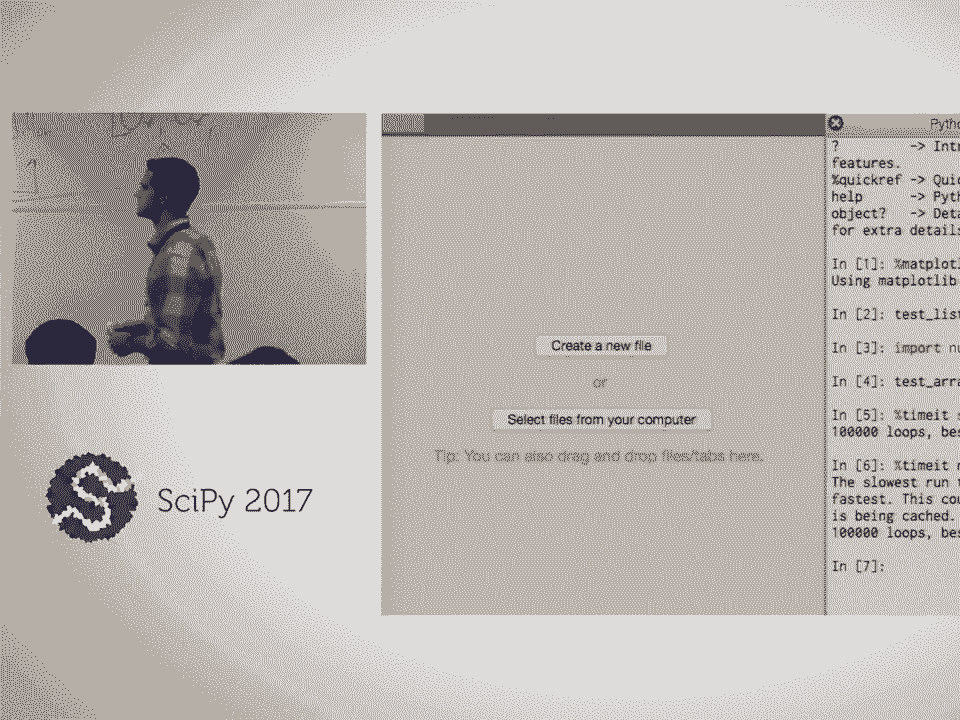 Create a new file
or
Select files from your computer
Tip: You can also drag and drop files/tabs here.
?         -> Intr
features.
%quickref -> Quic
help      -> Pyth
object?   -> Deta
for extra details
In [1]: %matplotl
Using matplotlib
In [2]: test_list
In [3]: import nu
In [4]: test_arra
In [5]: %timeit s
100000 loops, bes
In [6]: %timeit n
The slowest run t
fastest. This cou
is being cached.
100000 loops, bes
In [7]:
SciPy 2017